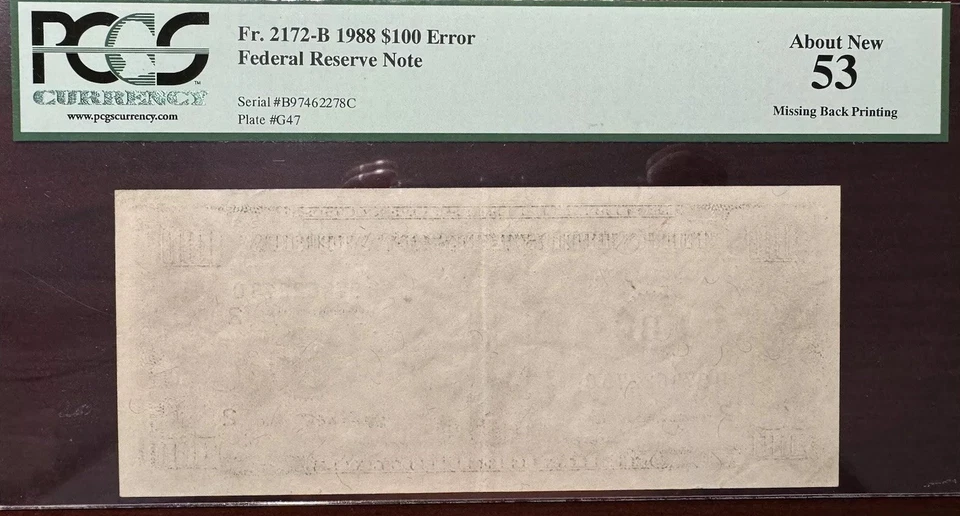 PCGS
TM
CURRENCY
www.pcgscurrency.com
Fr. 2172-B 1988 $100 Error
Federal Reserve Note
Serial #B97462278C
Plate #G47
About New
53
Missing Back Printing